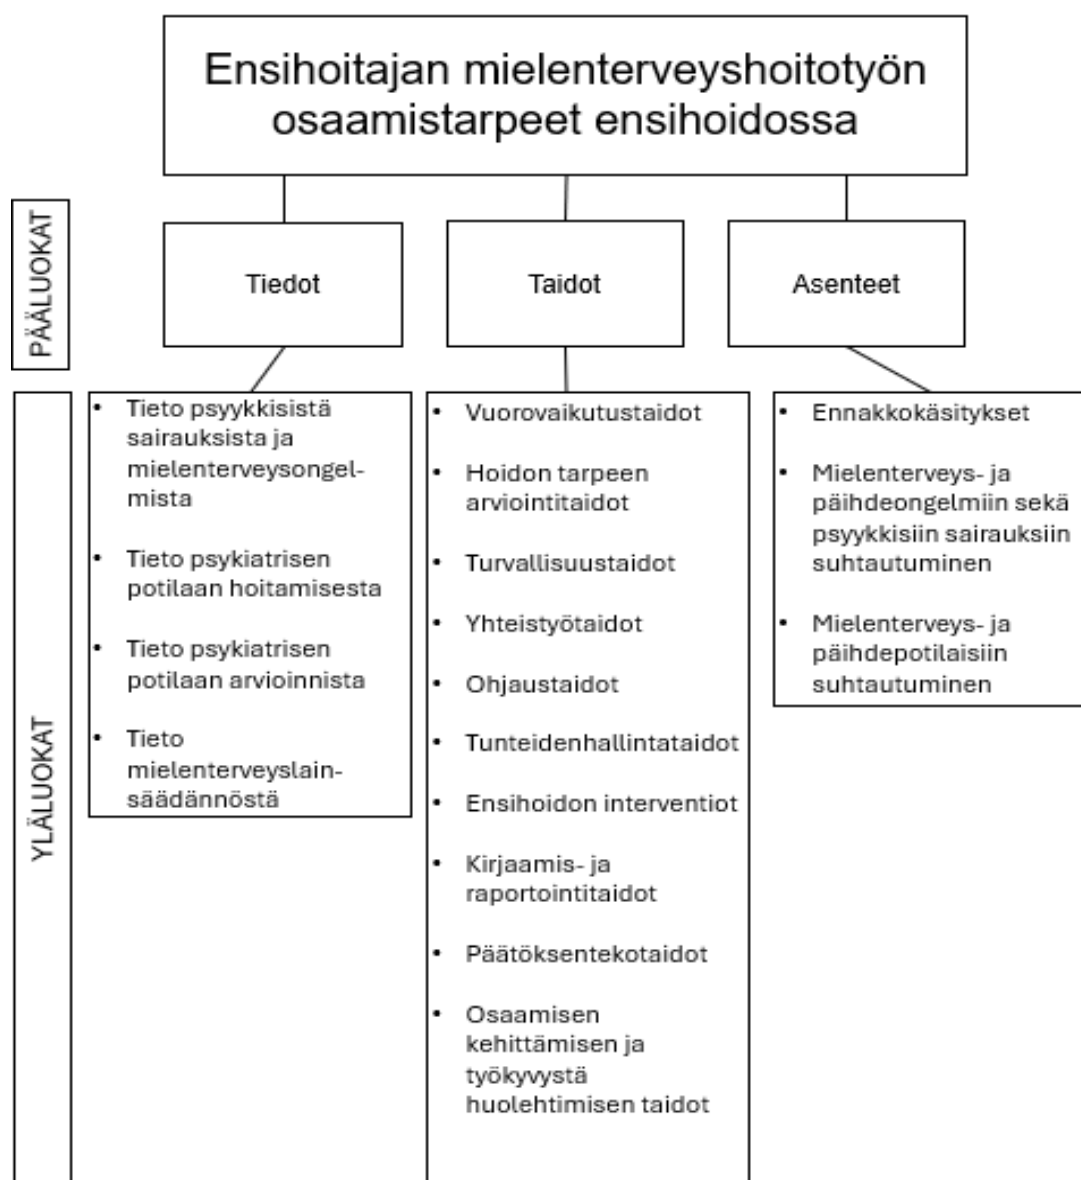 Ensihoitajan mielenterveyshoitotyön
osaamistarpeet ensihoidossa
PÄÄLUOKAT
Tiedot
Taidot
Asenteet
YLÄLUOKAT
• Tieto psyykkisistä
sairauksista ja
mielenterveysongel-
mista
• Tieto psykiatrisen
potilaan hoitamisesta
• Tieto psykiatrisen
potilaan arvioinnista
• Tieto
mielenterveyslain-
säädännöstä
• Vuorovaikutustaidot
• Hoidon tarpeen
arviointitaidot
• Turvallisuustaidot
• Yhteistyötaidot
• Ohjaustaidot
• Tunteidenhallintataidot
• Ensihoidon interventiot
• Kirjaamis- ja
raportointitaidot
• Päätöksentekotaidot
• Osaamisen
kehittämisen ja
työkyvystä
huolehtimisen taidot
• Ennakkokäsitykset
• Mielenterveys- ja
päihdeongelmiin sekä
psyykkisiin sairauksiin
suhtautuminen
• Mielenterveys- ja
päihdepotilaisiin
suhtautuminen